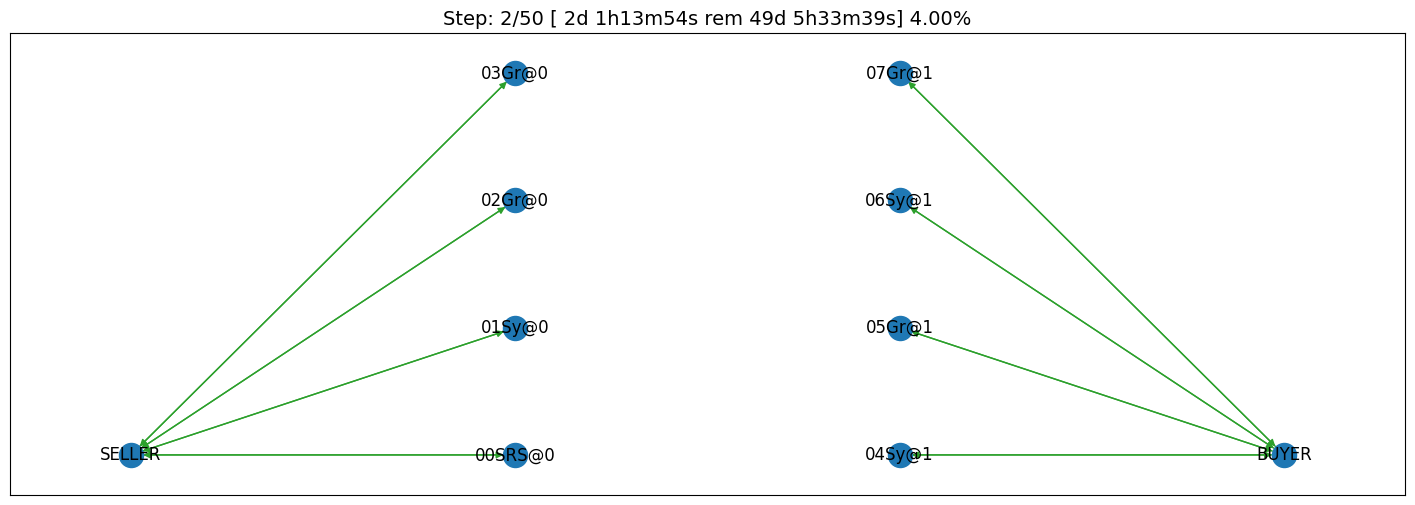 Step: 2/50 [ 2d 1h13m54s rem 49d 5h33m39s] 4.00%
03Gr@0
07Gr@1
02Gr@0
06Sy@1
01Sy@0
05Gr@1
SELLER
00SRS@0
04Sy@1
BUYER